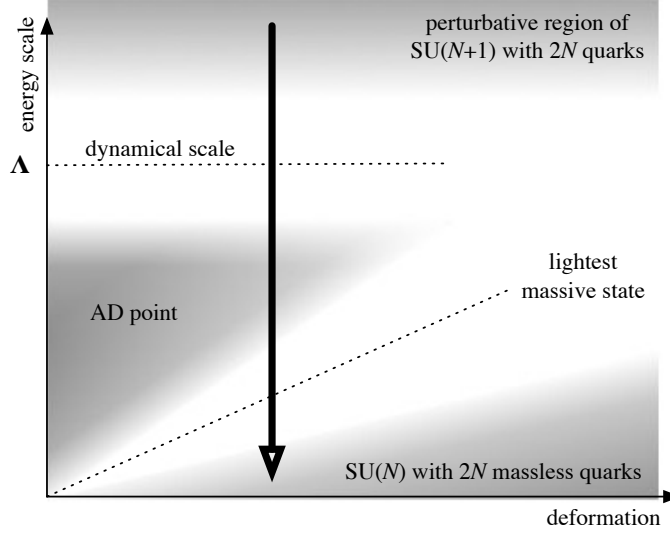 perturbative region of
SU(N+1) with 2N quarks
energy scale
dynamical scale
Λ
lightest
massive state
AD point
SU(N) with 2N massless quarks
deformation